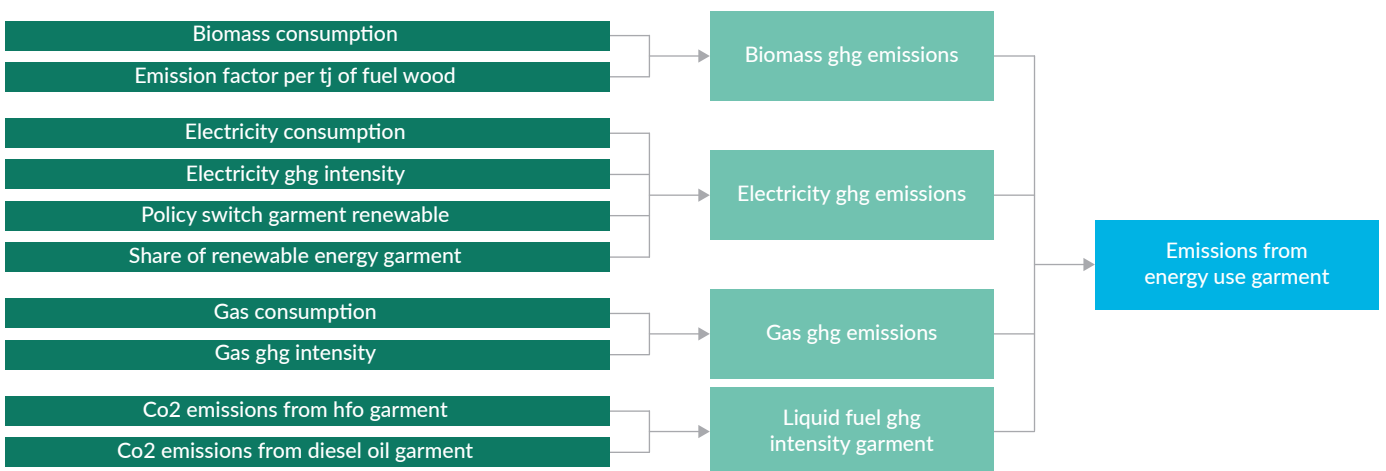 Biomass consumption
Emission factor per tj of fuel wood
Biomass ghg emissions
Electricity consumption
Electricity ghg intensity
Policy switch garment renewable
Share of renewable energy garment
Electricity ghg emissions
Gas consumption
Gas ghg intensity
Gas ghg emissions
Co2 emissions from hfo garment
Co2 emissions from diesel oil garment
Liquid fuel ghg
intensity garment
Emissions from
energy use garment